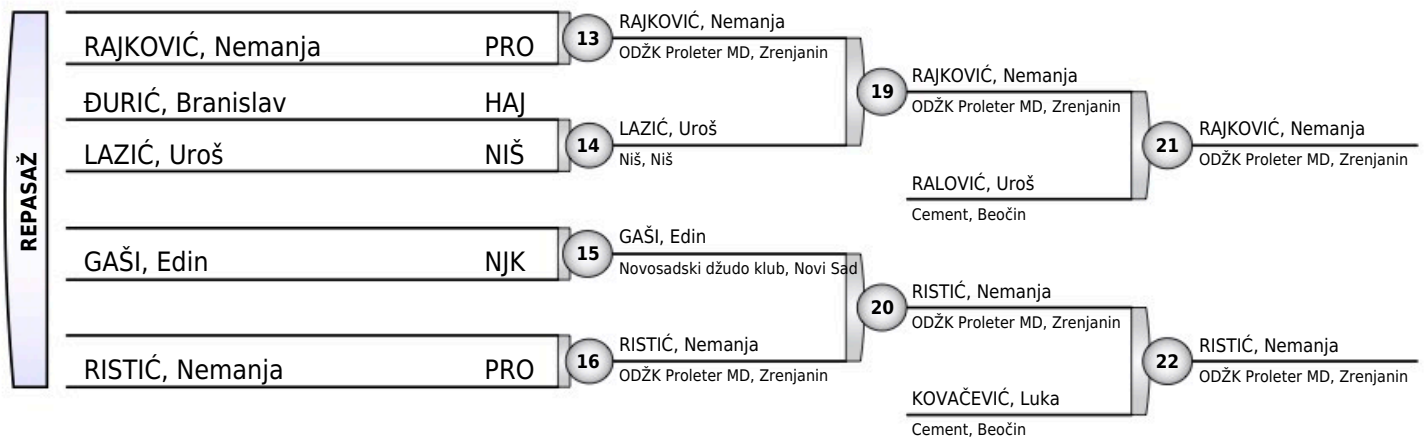 REPASAŽ
RAJKOVIĆ, Nemanja PRO
ĐURIĆ, Branislav HAJ
LAZIĆ, Uroš NIŠ
GAŠI, Edin NJK
RISTIĆ, Nemanja PRO
13
RAJKOVIĆ, Nemanja
ODŽK Proleter MD, Zrenjanin
14
LAZIĆ, Uroš
Niš, Niš
15
GAŠI, Edin
Novosadski džudo klub, Novi Sad
16
RISTIĆ, Nemanja
ODŽK Proleter MD, Zrenjanin
19
RAJKOVIĆ, Nemanja
ODŽK Proleter MD, Zrenjanin
RALOVIĆ, Uroš
Cement, Beočin
20
RISTIĆ, Nemanja
ODŽK Proleter MD, Zrenjanin
KOVAČEVIĆ, Luka
Cement, Beočin
21
RAJKOVIĆ, Nemanja
ODŽK Proleter MD, Zrenjanin
22
RISTIĆ, Nemanja
ODŽK Proleter MD, Zrenjanin